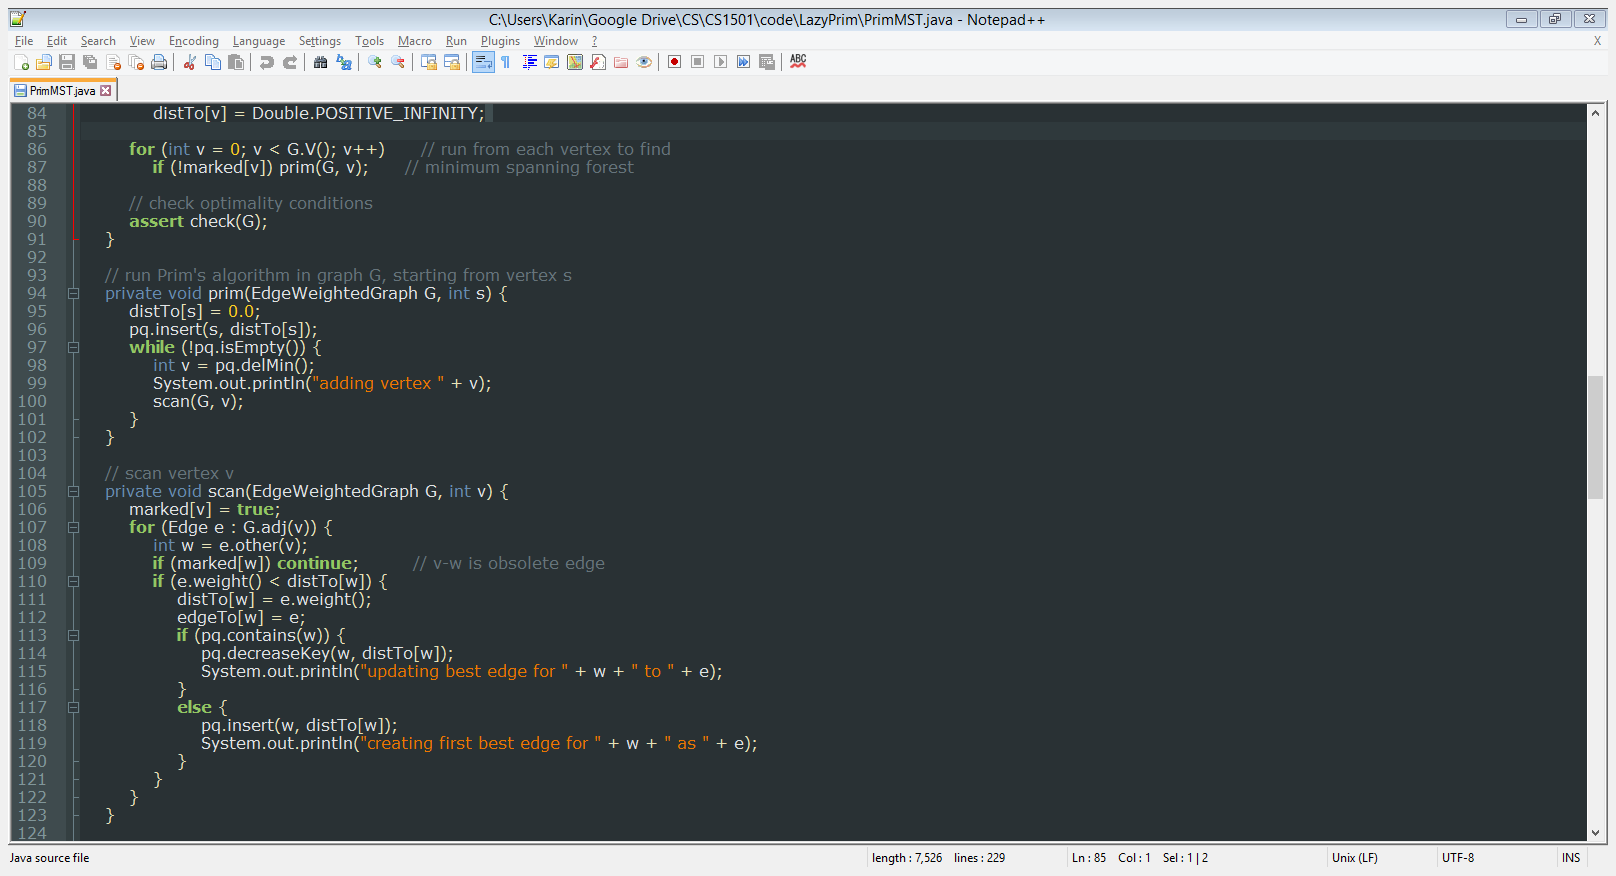 C:\Users\Karin\Google Drive\CS\CS1501\code\LazyPrim\PrimMST.java - Notepad++
File Edit Search View Encoding Language Settings Tools Macro Run Plugins Window ? X
ABC
PrimMST.java
84 distTo[v] = Double.POSITIVE_INFINITY;
85
86 for (int v = 0; v < G.V(); v++) // run from each vertex to find
87 if (!marked[v]) prim(G, v); // minimum spanning forest
88
89 // check optimality conditions
90 assert check(G);
91 }
92
93 // run Prim's algorithm in graph G, starting from vertex s
94 private void prim(EdgeWeightedGraph G, int s) {
95 distTo[s] = 0.0;
96 pq.insert(s, distTo[s]);
97 while (!pq.isEmpty()) {
98 int v = pq.delMin();
99 System.out.println("adding vertex " + v);
100 scan(G, v);
101 }
102 }
103
104 // scan vertex v
105 private void scan(EdgeWeightedGraph G, int v) {
106 marked[v] = true;
107 for (Edge e : G.adj(v)) {
108 int w = e.other(v);
109 if (marked[w]) continue; // v-w is obsolete edge
110 if (e.weight() < distTo[w]) {
111 distTo[w] = e.weight();
112 edgeTo[w] = e;
113 if (pq.contains(w)) {
114 pq.decreaseKey(w, distTo[w]);
115 System.out.println("updating best edge for " + w + " to " + e);
116 }
117 else {
118 pq.insert(w, distTo[w]);
119 System.out.println("creating first best edge for " + w + " as " + e);
120 }
121 }
122 }
123 }
124
Java source file length : 7,526 lines : 229 Ln : 85 Col : 1 Sel : 1 | 2 Unix (LF) UTF-8 INS